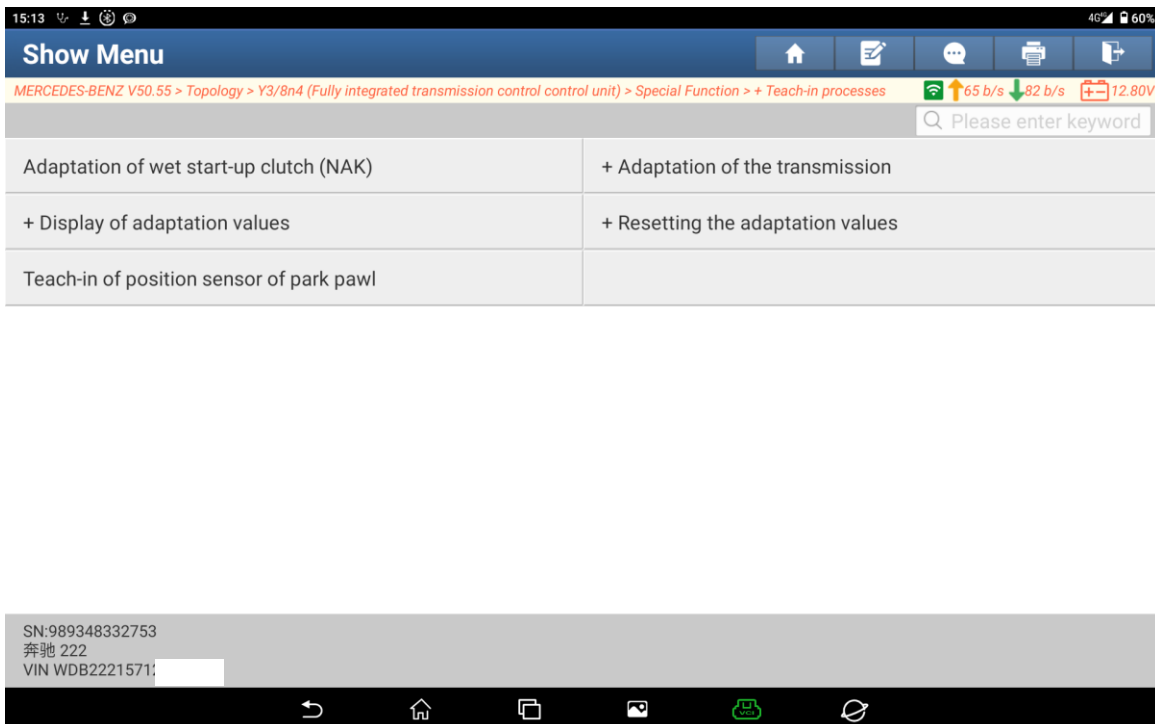 15:13
4G 60%
Show Menu
MERCEDES-BENZ V50.55 > Topology > Y3/8n4 (Fully integrated transmission control control unit) > Special Function > + Teach-in processes
65 b/s 82 b/s 12.80V
Please enter keyword
Adaptation of wet start-up clutch (NAK)
+ Adaptation of the transmission
+ Display of adaptation values
+ Resetting the adaptation values
Teach-in of position sensor of park pawl
SN:989348332753
奔驰 222
VIN WDB22215712
VCI